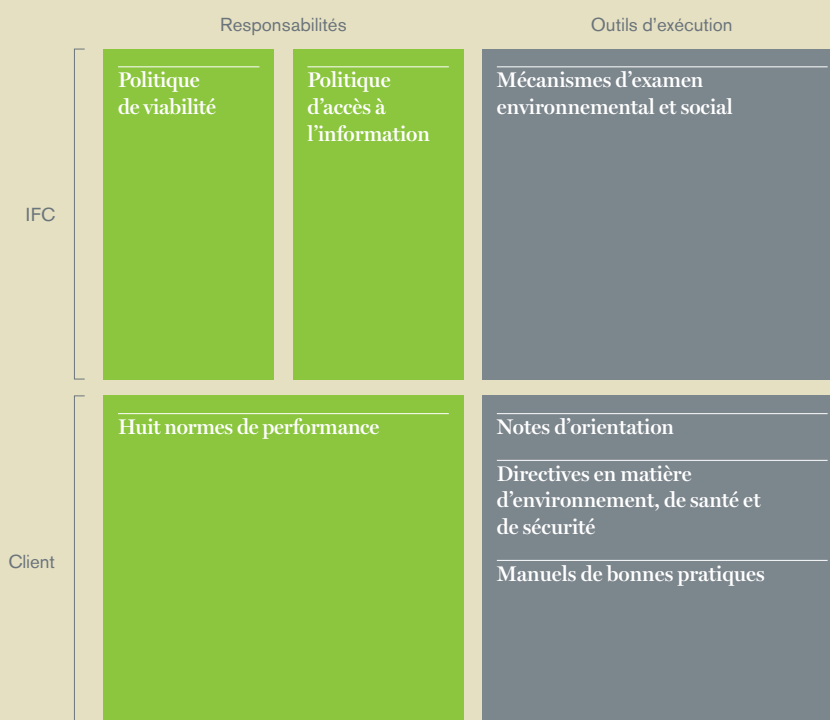 Responsabilités
Outils d’exécution
IFC
Politique
de viabilité
Politique
d’accès à
l’information
Mécanismes d’examen
environnemental et social
Client
Huit normes de performance
Notes d’orientation
Directives en matière
d’environnement, de santé et
de sécurité
Manuels de bonnes pratiques